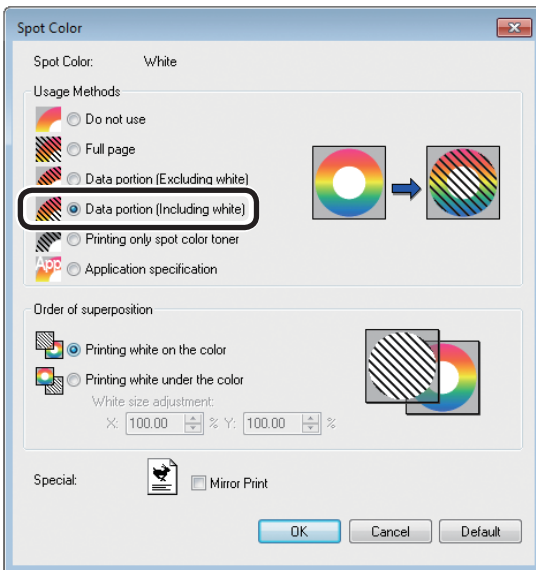 Spot Color
Spot Color: White
Usage Methods
Do not use
Full page
Data portion (Excluding white)
Data portion (Including white)
Printing only spot color toner
App Application specification
Order of superposition
Printing white on the color
Printing white under the color
White size adjustment:
X: 100.00 % Y: 100.00 %
Special: Mirror Print
OK Cancel Default